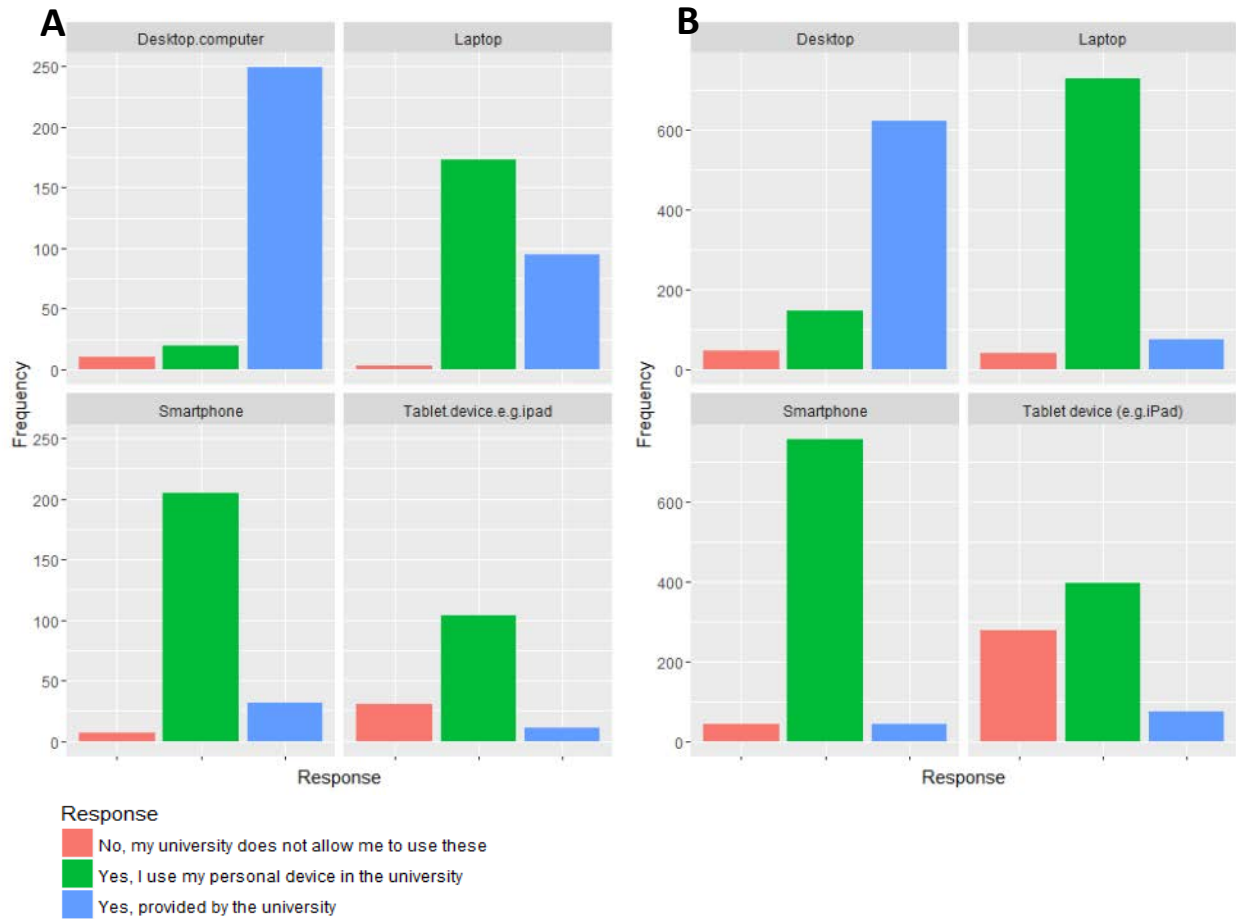 A
Desktop.computer
Laptop
250
200
150
100
50
0
Smartphone
Tablet.device.e.g.ipad
250
200
150
100
50
0
Frequency
Response
B
Desktop
Laptop
600
400
200
0
Smartphone
Tablet device (e.g.iPad)
600
400
200
0
Frequency
Response
Response
No, my university does not allow me to use these
Yes, I use my personal device in the university
Yes, provided by the university